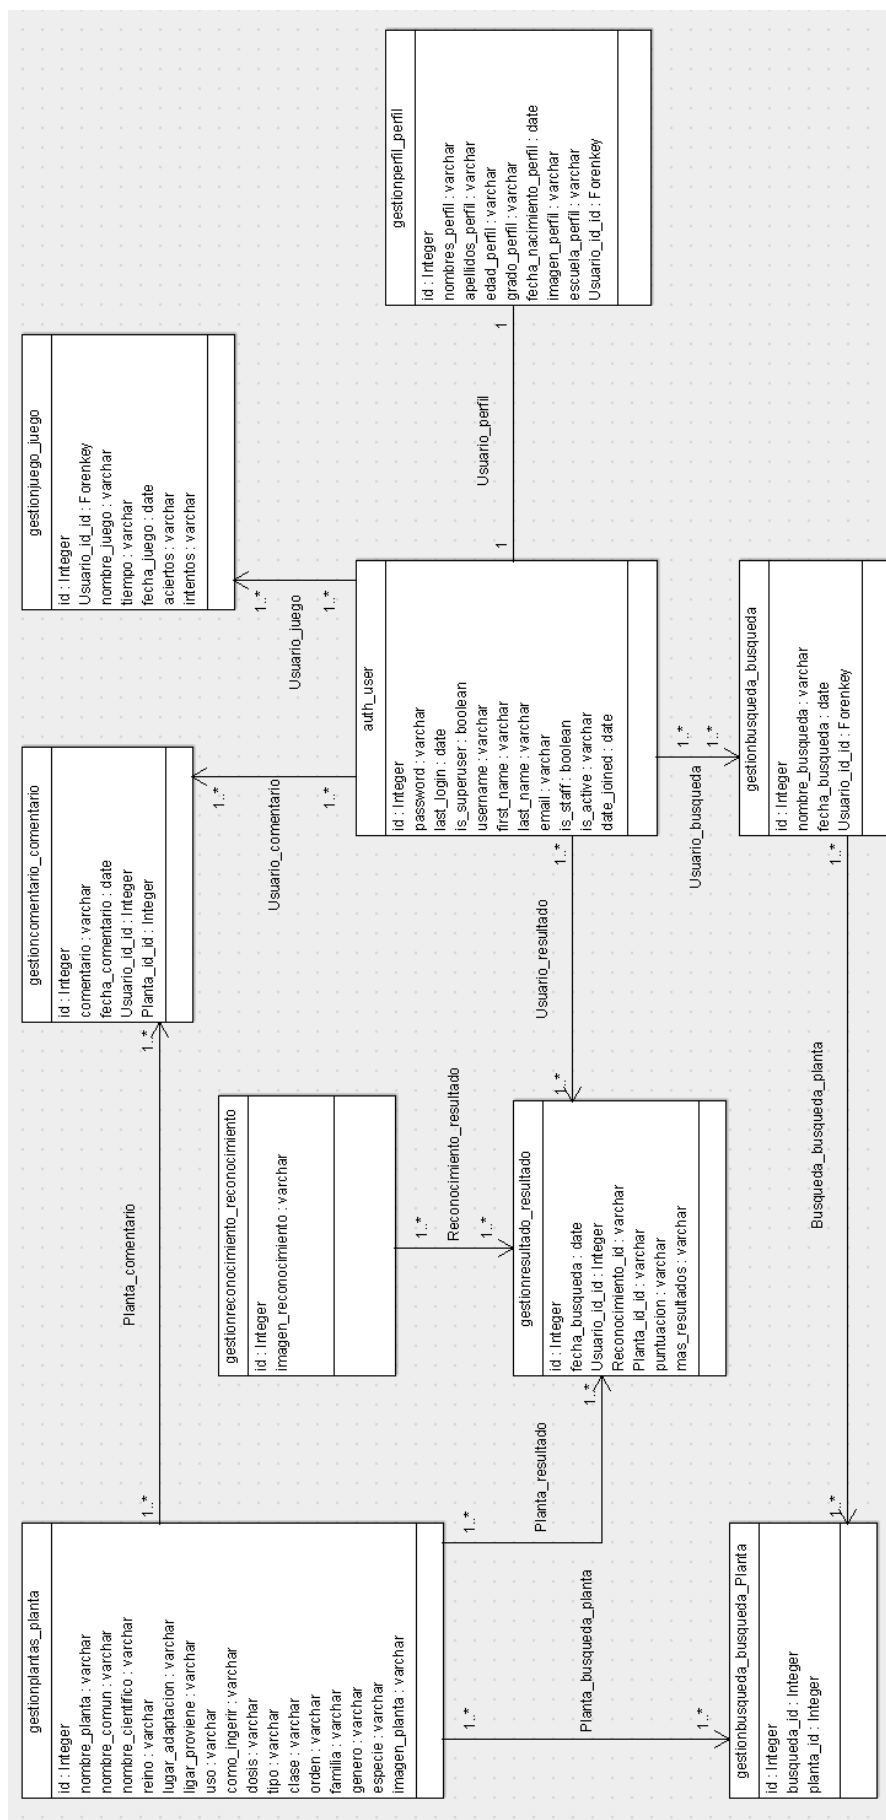 gestionplantas_planta
id : Integer
nombre_planta : varchar
nombre_comun : varchar
nombre_cientifico : varchar
reino : varchar
lugar_adaptacion : varchar
ligar_proviene : varchar
uso : varchar
como_ingerir : varchar
dosis : varchar
tipo : varchar
clase : varchar
orden : varchar
familia : varchar
genero : varchar
especie : varchar
imagen_planta : varchar
1..*
Planta_comentario
1..*
gestioncomentario_comentario
id : Integer
comentario : varchar
fecha_comentario : date
Usuario_id_id : Integer
Planta_id_id : Integer
1..*
Usuario_comentario
1..*
gestionjuego_juego
id : Integer
Usuario_id_id : Forenkey
nombre_juego : varchar
tiempo : varchar
fecha_juego : date
aciertos : varchar
intentos : varchar
1..*
Usuario_juego
1..*
gestionreconocimiento_reconocimiento
id : Integer
imagen_reconocimiento : varchar
1..*
Reconocimiento_resultado
1..*
auth_user
id : Integer
password : varchar
last_login : date
is_superuser : boolean
username : varchar
first_name : varchar
last_name : varchar
email : varchar
is_staff : boolean
is_active : varchar
date_joined : date
1
Usuario_perfil
1
gestionperfil_perfil
id : Integer
nombres_perfil : varchar
apellidos_perfil : varchar
edad_perfil : varchar
grado_perfil : varchar
fecha_nacimiento_perfil : date
imagen_perfil : varchar
escuela_perfil : varchar
Usuario_id_id : Forenkey
1..*
Planta_resultado
1..*
gestionresultado_resultado
id : Integer
fecha_busqueda : date
Usuario_id_id : Integer
Reconocimiento_id : varchar
Planta_id_id : varchar
puntuacion : varchar
mas_resultados : varchar
1..*
Usuario_resultado
1..*
1..*
Usuario_busqueda
1..*
1..*
Planta_busqueda_planta
1..*
gestionbusqueda_busqueda_Planta
id : Integer
busqueda_id : Integer
planta_id : Integer
1..*
Busqueda_busqueda_planta
1..*
gestionbusqueda_busqueda
id : Integer
nombre_busqueda : varchar
fecha_busqueda : date
Usuario_id_id : Forenkey